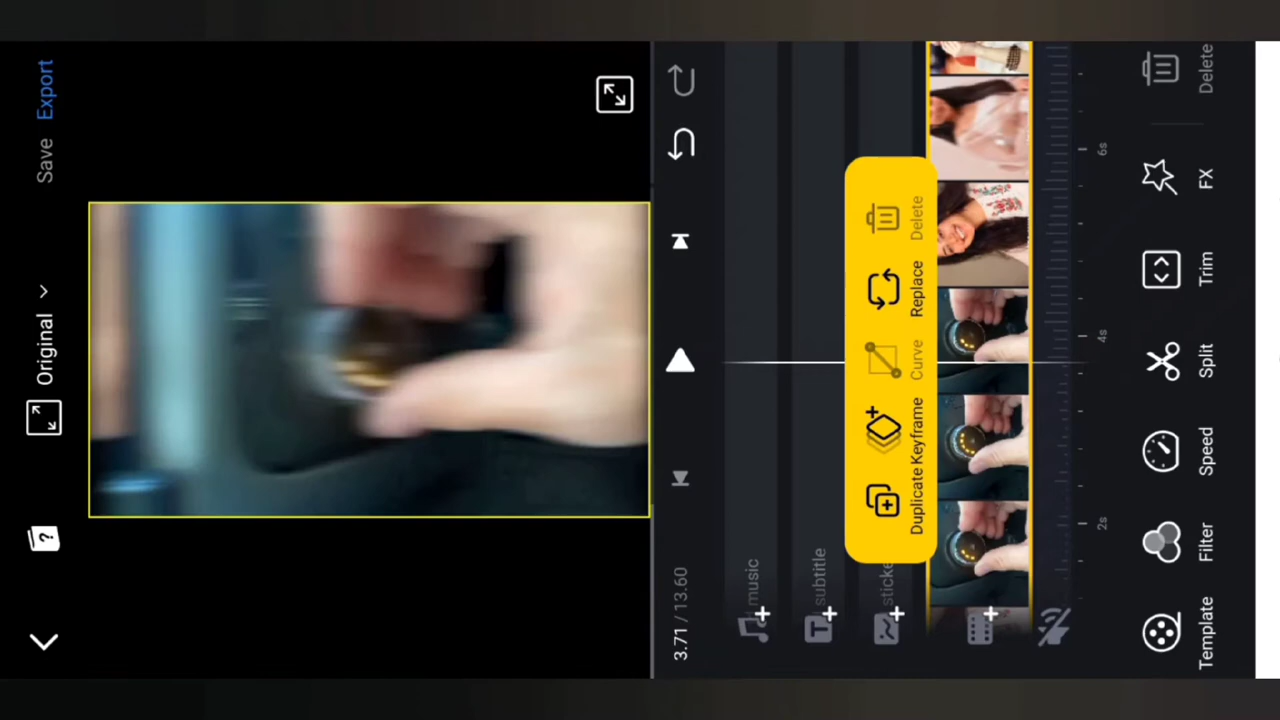 Original
Save Export
3.71 / 13.60
music
subtitle
sticke
Duplicate Keyframe Curve Replace Delete
2s 4s 6s
Template Filter Speed Split Trim FX Delete